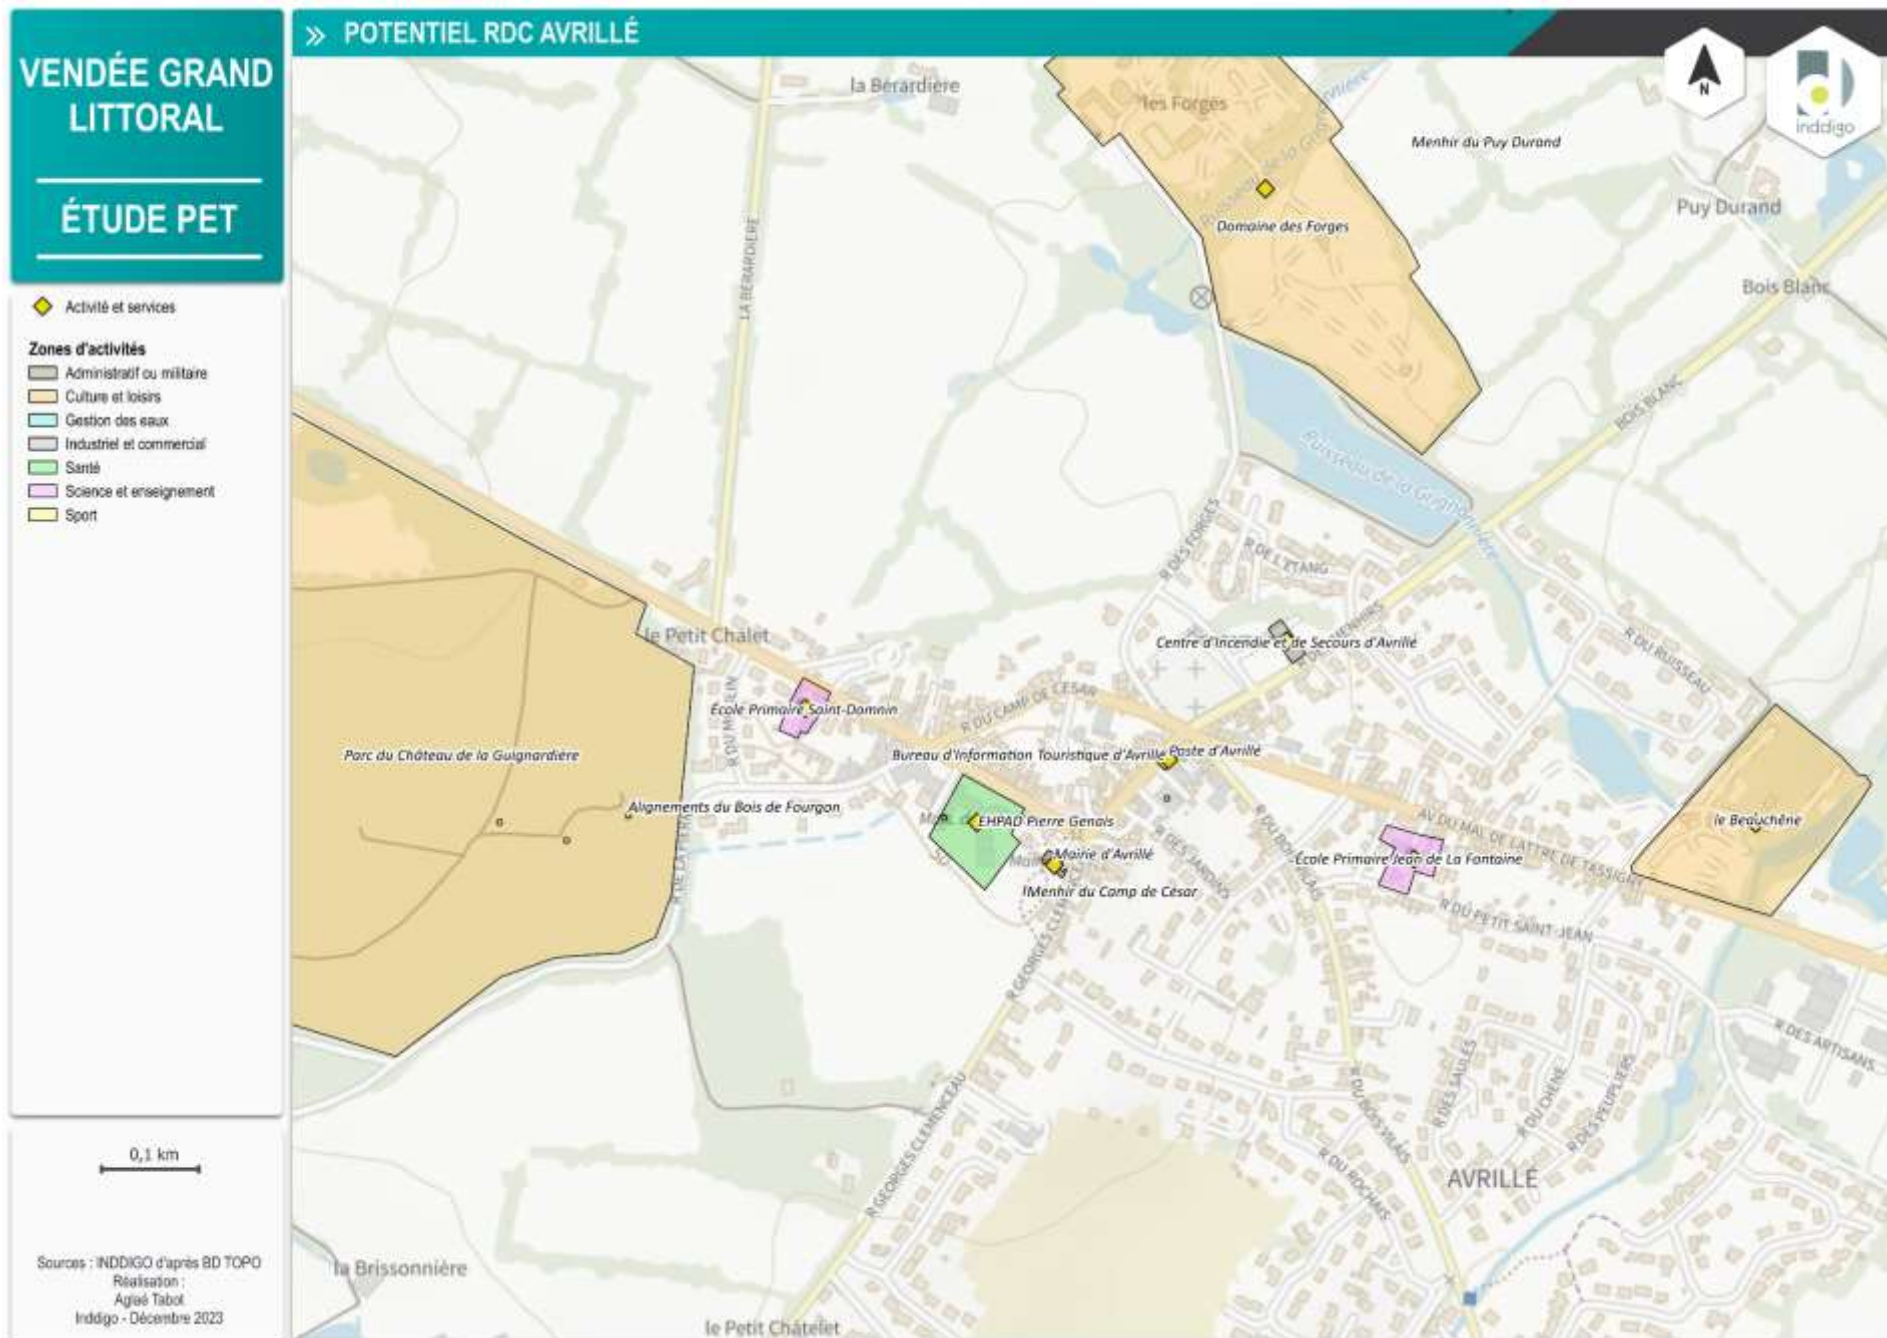 VENDÉE GRAND
LITTORAL
ÉTUDE PET
» POTENTIEL RDC AVRILLÉ
N
inddigo
Activité et services
Zones d'activités
Administratif ou militaire
Culture et loisirs
Gestion des eaux
Industriel et commercial
Santé
Science et enseignement
Sport
0,1 km
Sources : INDDIGO d'après BD TOPO
Réalisation :
Aglaé Tabot
Inddigo - Décembre 2023
la Bérardière
les Forges
Menhir du Puy Durand
Puy Durand
Domaine des Forges
LA BÉRARDIÈRE
Bois Blanc
BOIS BLANC
Ruisseau de la
R DES FORGES
R DE L'ETANG
le Petit Châlet
Centre d'Incendie et de Secours d'Avrillé
R DU RUISSEAU
École Primaire Saint-Domnin
R DU MOULIN
R DU CAMP DE CÉSAR
Parc du Château de la Guignardière
Bureau d'Information Touristique d'Avrillé
Poste d'Avrillé
Alignements du Bois de Fourgon
EHPAD Pierre Genais
le Beauchêne
AV DU MAL DE LATTRE DE TASSIGNY
Mairie d'Avrillé
R DES JARDINS
École Primaire Jean de La Fontaine
Menhir du Camp de César
R DU PETIT SAINT-JEAN
R GEORGES CLEMENCEAU
R DES ARTISANS
R DES SAULES
R DU CHÊNE
R DES PEUPLIERS
R DU BOIS VILAIS
R DU ROCHAIS
AVRILLÉ
la Brissonnière
le Petit Châtelet